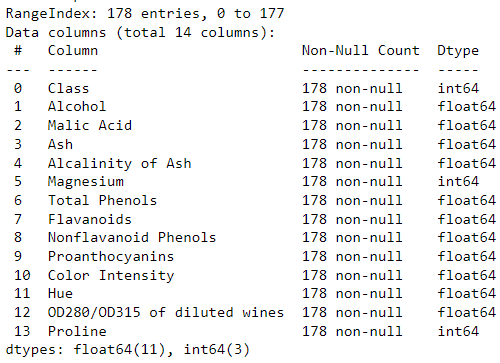 RangeIndex: 178 entries, 0 to 177
Data columns (total 14 columns):
 #   Column                        Non-Null Count  Dtype
---  ------                        --------------  -----
 0   Class                         178 non-null    int64
 1   Alcohol                       178 non-null    float64
 2   Malic Acid                    178 non-null    float64
 3   Ash                           178 non-null    float64
 4   Alcalinity of Ash             178 non-null    float64
 5   Magnesium                     178 non-null    int64
 6   Total Phenols                 178 non-null    float64
 7   Flavanoids                    178 non-null    float64
 8   Nonflavanoid Phenols          178 non-null    float64
 9   Proanthocyanins               178 non-null    float64
 10  Color Intensity               178 non-null    float64
 11  Hue                           178 non-null    float64
 12  OD280/OD315 of diluted wines  178 non-null    float64
 13  Proline                       178 non-null    int64
dtypes: float64(11), int64(3)